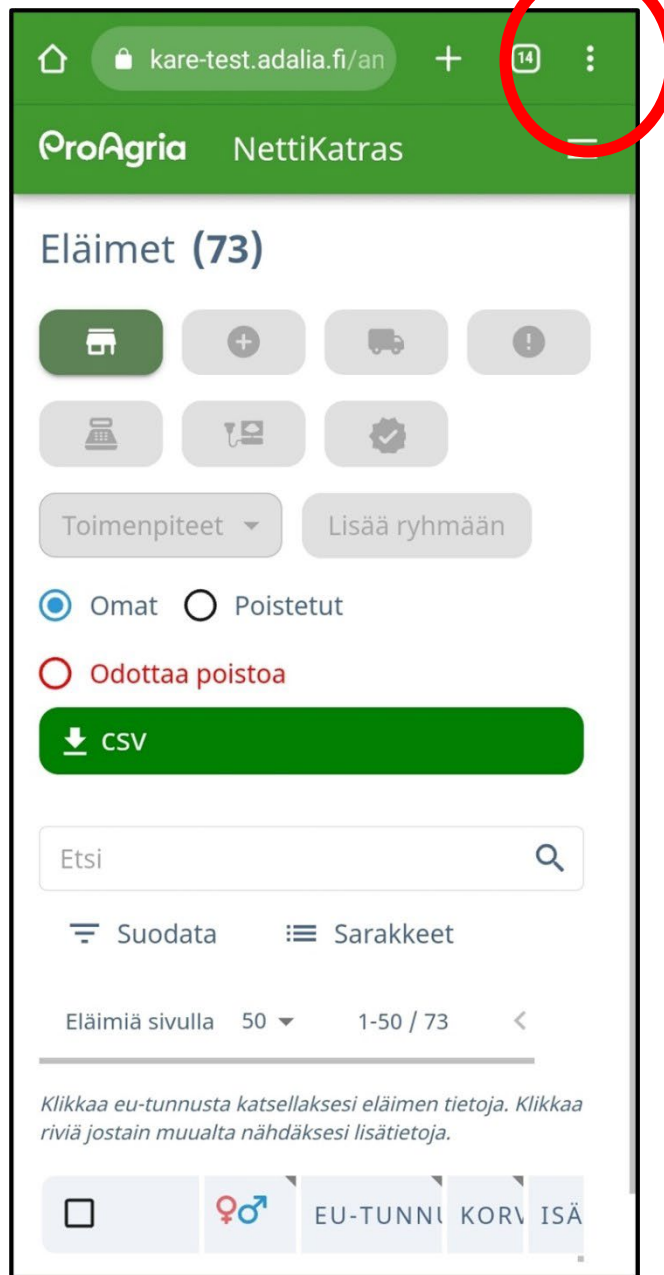 kare-test.adalia.fi/an
14
ProAgria NettiKatras
Eläimet (73)
Toimenpiteet Lisää ryhmään
Omat Poistetut
Odottaa poistoa
CSV
Etsi
Suodata Sarakkeet
Eläimiä sivulla 50 1-50 / 73
Klikkaa eu-tunnusta katsellaksesi eläimen tietoja. Klikkaa
riviä jostain muualta nähdäksesi lisätietoja.
EU-TUNNU KORV ISÄ